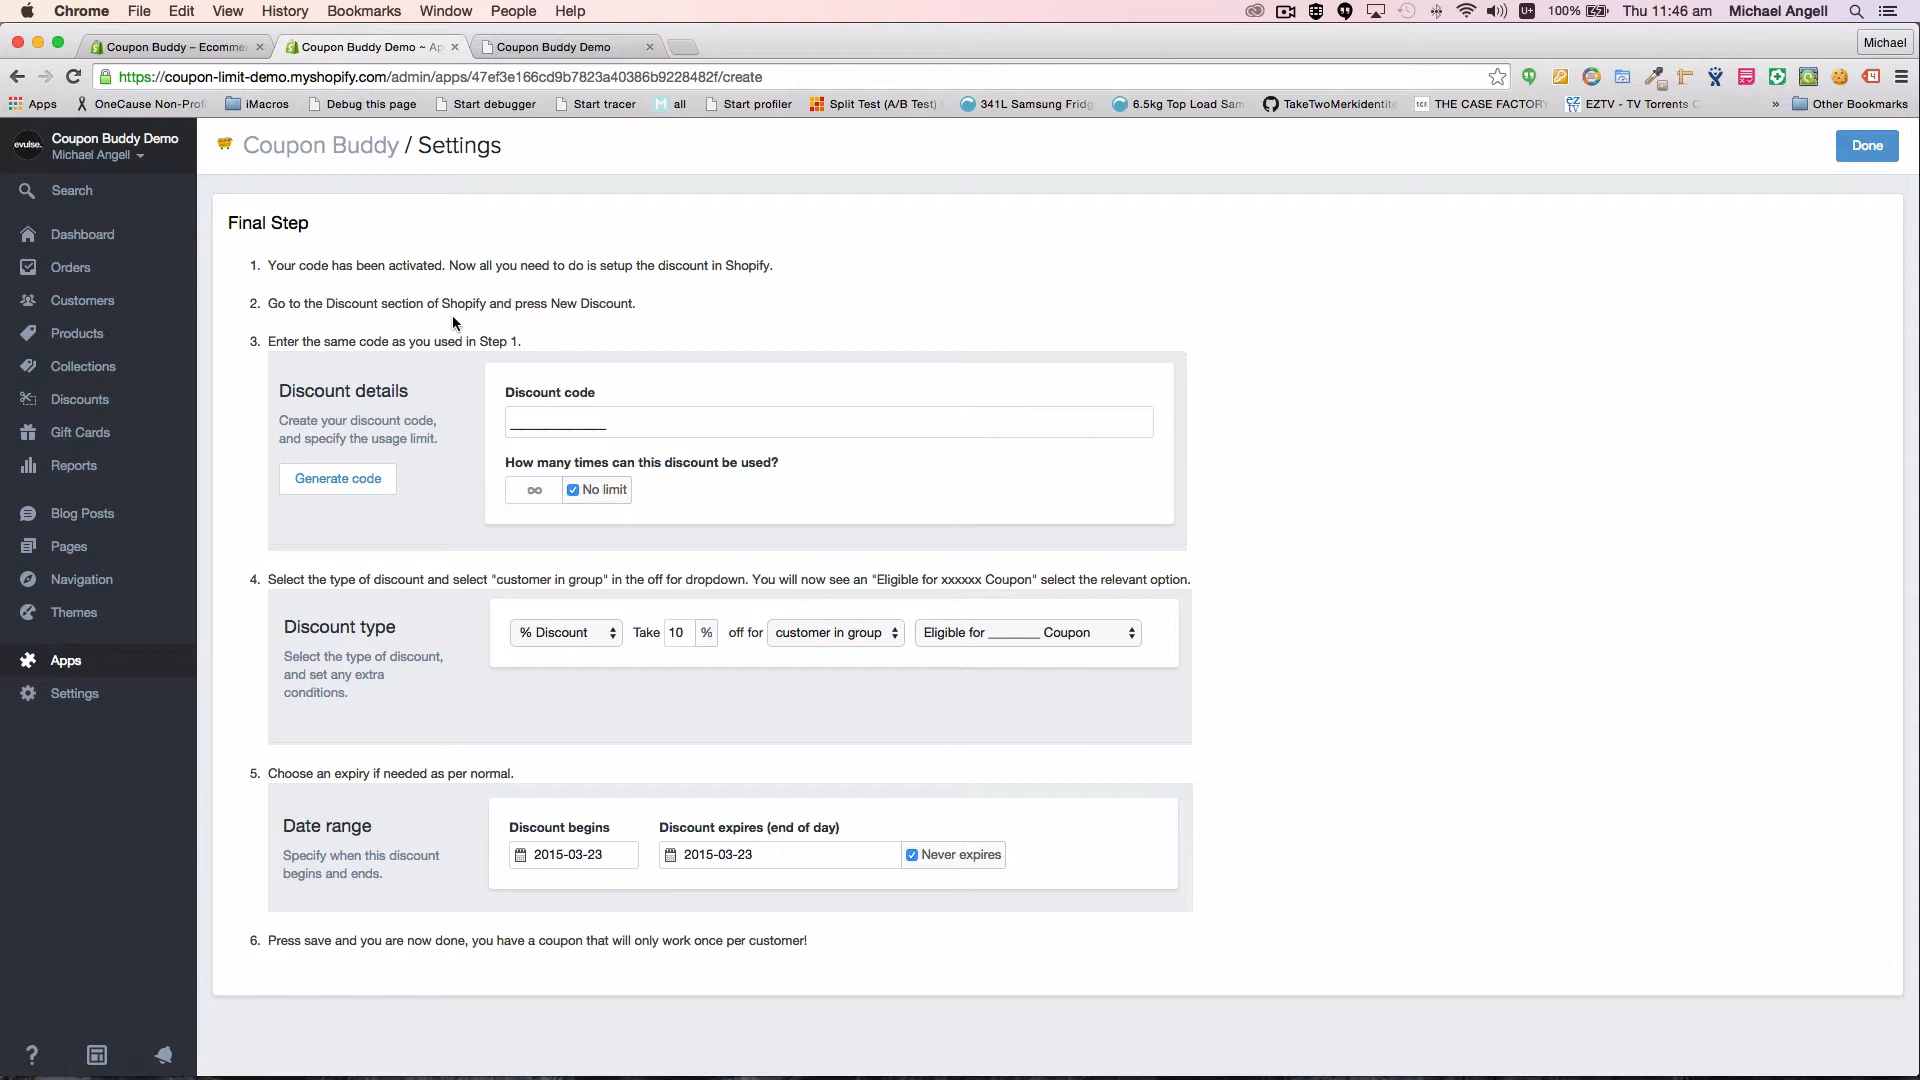 Chrome File Edit View History Bookmarks Window People Help 100% Thu 11:46 am Michael Angell
Coupon Buddy – Ecomme
Coupon Buddy Demo ~ Ap
Coupon Buddy Demo
Michael
https://coupon-limit-demo.myshopify.com/admin/apps/47ef3e166cd9b7823a40386b9228482f/create
Apps OneCause Non-Prof iMacros Debug this page Start debugger Start tracer all Start profiler Split Test (A/B Test) 341L Samsung Fridg 6.5kg Top Load Sam TakeTwoMerkidentit THE CASE FACTORY EZTV - TV Torrents » Other Bookmarks
evulse.
Coupon Buddy Demo
Michael Angell
Coupon Buddy / Settings
Done
Search
Dashboard
Orders
Customers
Products
Collections
Discounts
Gift Cards
Reports
Blog Posts
Pages
Navigation
Themes
Apps
Settings
Final Step
1. Your code has been activated. Now all you need to do is setup the discount in Shopify.
2. Go to the Discount section of Shopify and press New Discount.
3. Enter the same code as you used in Step 1.
Discount details
Create your discount code,
and specify the usage limit.
Generate code
Discount code
_____________
How many times can this discount be used?
∞ No limit
4. Select the type of discount and select "customer in group" in the off for dropdown. You will now see an "Eligible for xxxxxx Coupon" select the relevant option.
Discount type
Select the type of discount,
and set any extra
conditions.
% Discount Take 10 % off for customer in group Eligible for _______ Coupon
5. Choose an expiry if needed as per normal.
Date range
Specify when this discount
begins and ends.
Discount begins Discount expires (end of day)
2015-03-23 2015-03-23 Never expires
6. Press save and you are now done, you have a coupon that will only work once per customer!